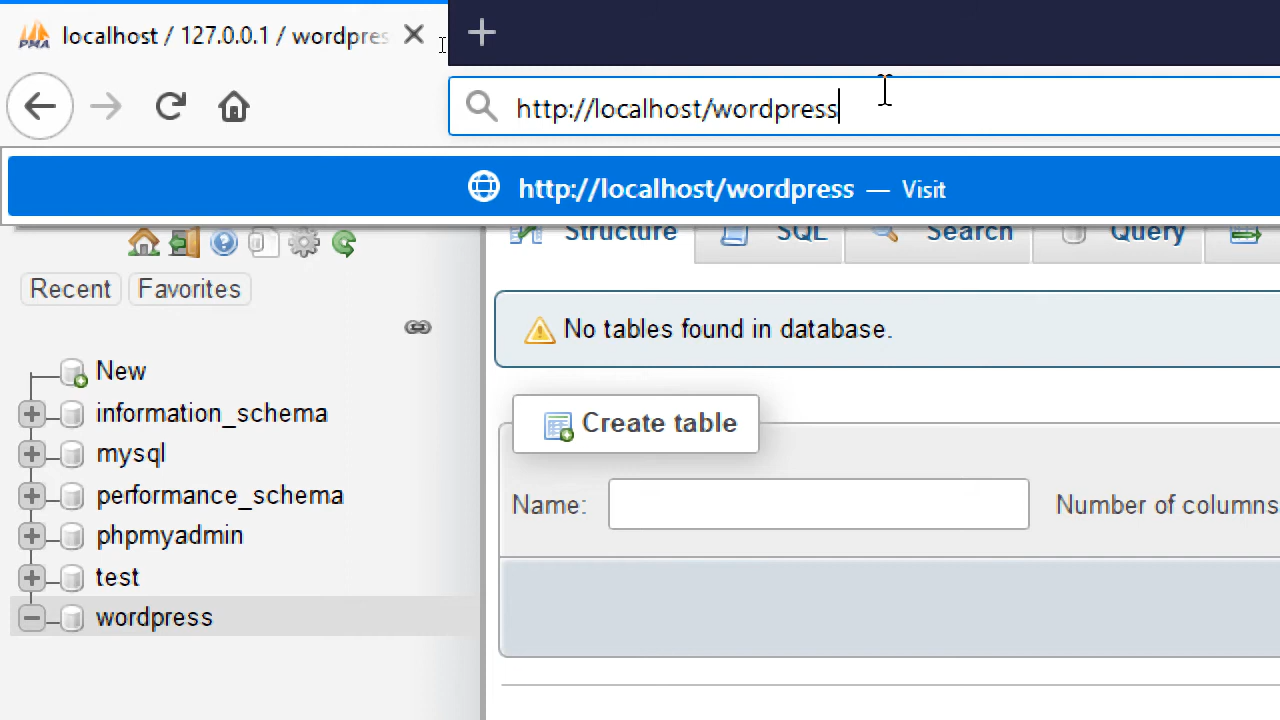 PMA
localhost / 127.0.0.1 / wordpres
http://localhost/wordpress
http://localhost/wordpress — Visit
Structure
SQL
Search
Query
Recent
Favorites
No tables found in database.
New
information_schema
Create table
mysql
performance_schema
Name:
Number of columns
phpmyadmin
test
wordpress